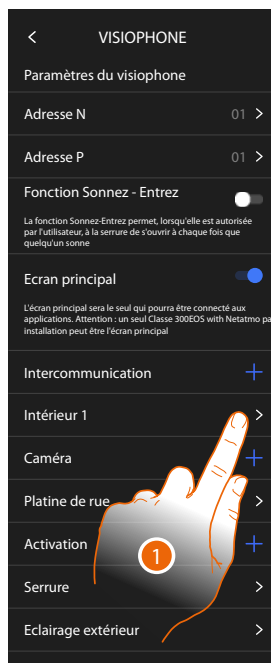 VISIOPHONE
Paramètres du visiophone
Adresse N 01
Adresse P 01
Fonction Sonnez - Entrez
La fonction Sonnez-Entrez permet, lorsqu'elle est autorisée
par l'utilisateur, à la serrure de s'ouvrir à chaque fois que
quelqu'un sonne
Ecran principal
L'écran principal sera le seul qui pourra être connecté aux
applications. Attention : un seul Classe 300EOS with Netatmo pa
installation peut être l'écran principal
Intercommunication
Intérieur 1
Caméra
Platine de rue
Activation
1
Serrure
Eclairage extérieur